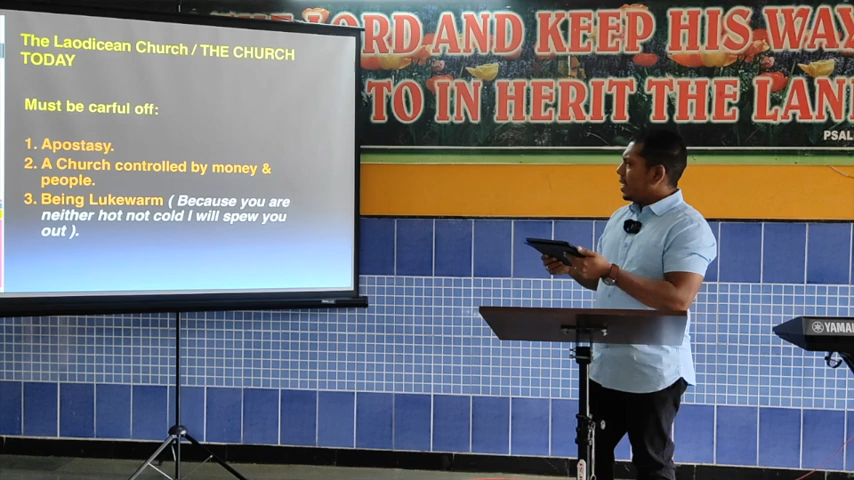 The Laodicean Church / THE CHURCH
TODAY
Must be carful off:
1. Apostasy.
2. A Church controlled by money &
people.
3. Being Lukewarm ( Because you are
neither hot not cold I will spew you
out ).
LORD AND KEEP HIS WAY
TO IN HERIT THE LAN
PSAL
YAMAH